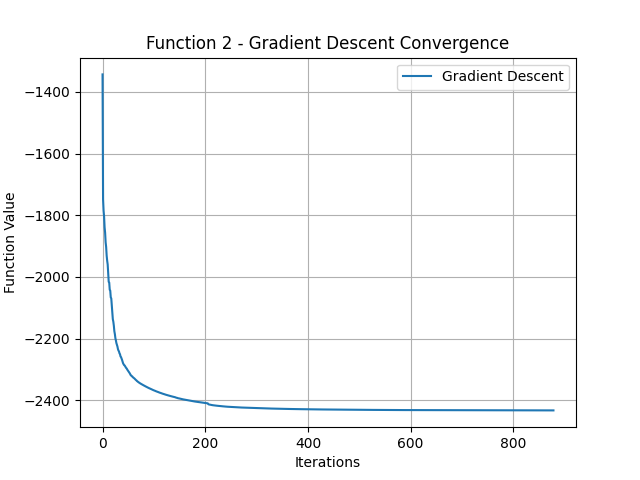 Function 2 - Gradient Descent Convergence
Gradient Descent
Function Value
−1400
−1600
−1800
−2000
−2200
−2400
0 200 400 600 800
Iterations